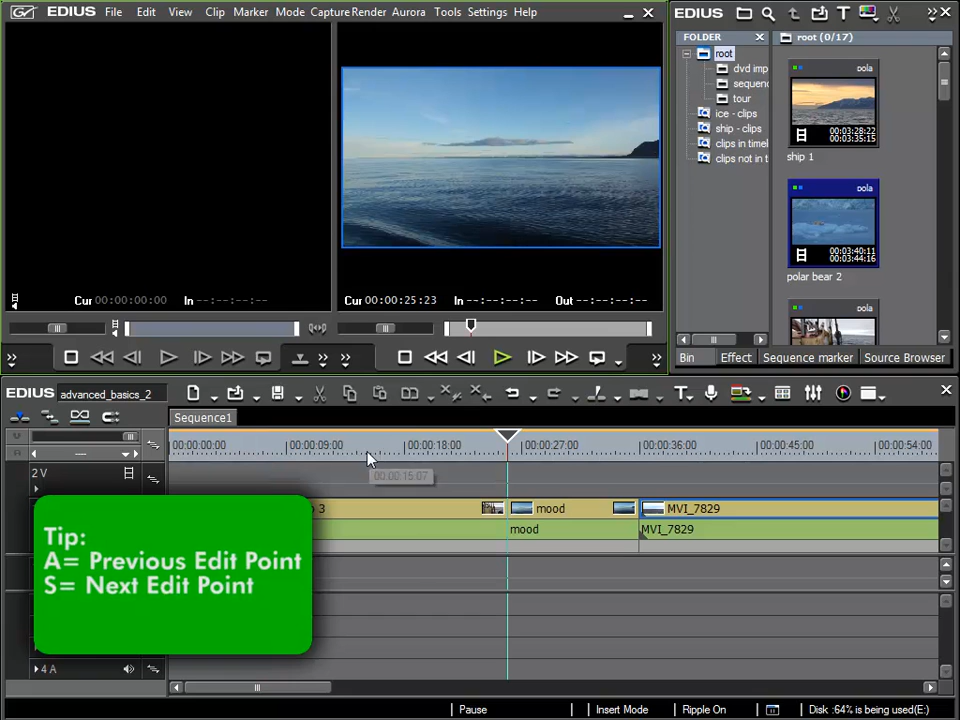 EDIUS File Edit View Clip Marker Mode Capture Render Aurora Tools Settings Help
EDIUS
FOLDER
root (0/17)
root
dvd imp
sequenc
tour
ice - clips
ship - clips
clips in timel
clips not in t
00:03:28:22
00:03:35:15
ship 1
00:03:40:11
00:04:44:16
polar bear 2
Cur 00:00:00:00 In --:--:--:--
Cur 00:00:25:23 In --:--:--:-- Out --:--:--:--
Bin Effect Sequence marker Source Browser
EDIUS advanced_basics_2
Sequence1
00:00:00:00 00:00:09:00 00:00:18:00 00:00:27:00 00:00:36:00 00:00:45:00 00:00:54:00
00:00:15:07
2 V
3 mood MVI_7829
mood MVI_7829
Tip:
A= Previous Edit Point
S= Next Edit Point
4 A
Pause Insert Mode Ripple On Disk :64% is being used(E:)